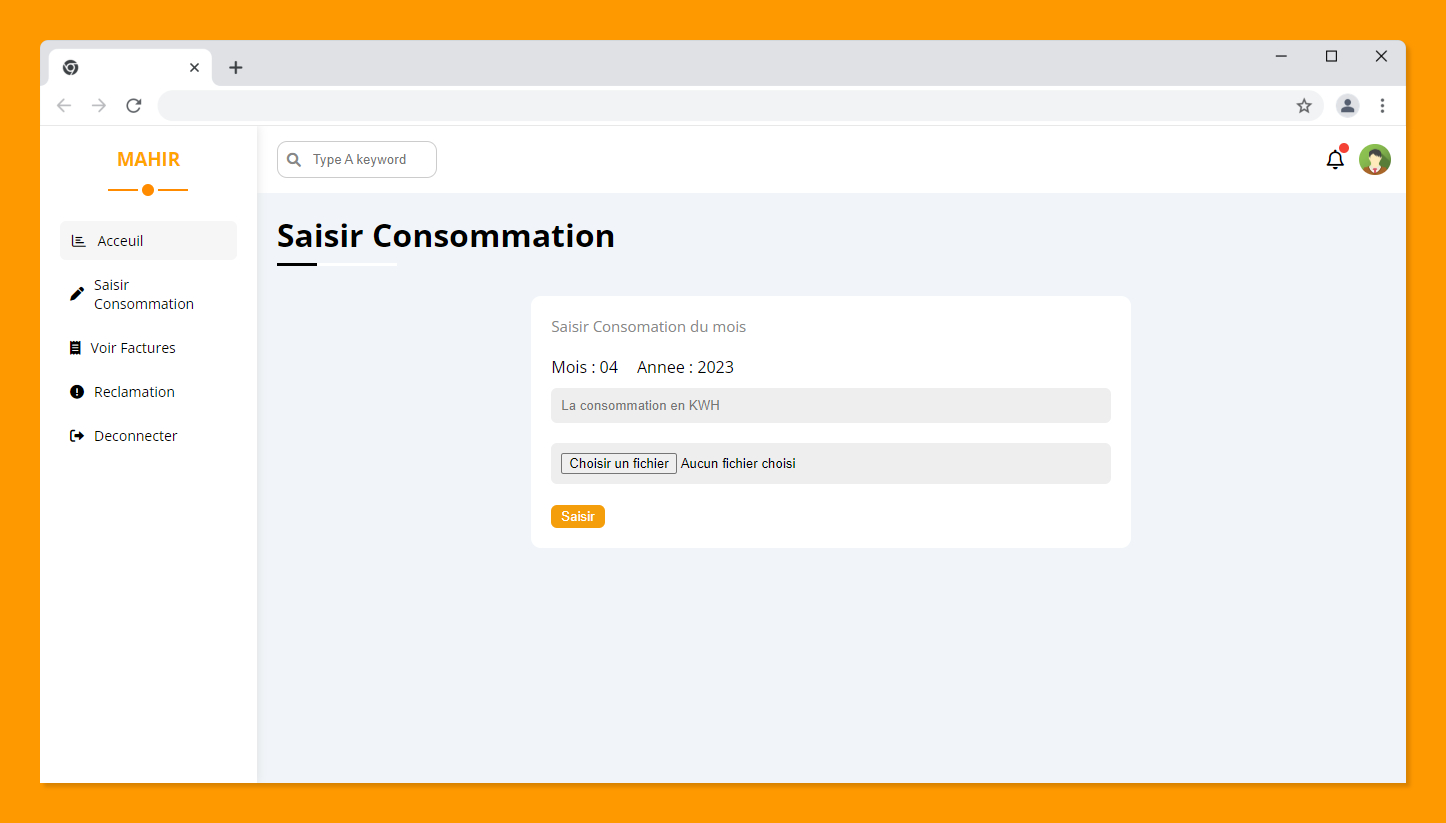 MAHIR
Type A keyword
Acceuil
Saisir
Consommation
Voir Factures
Reclamation
Deconnecter
Saisir Consommation
Saisir Consomation du mois
Mois : 04 Annee : 2023
La consommation en KWH
Choisir un fichier Aucun fichier choisi
Saisir